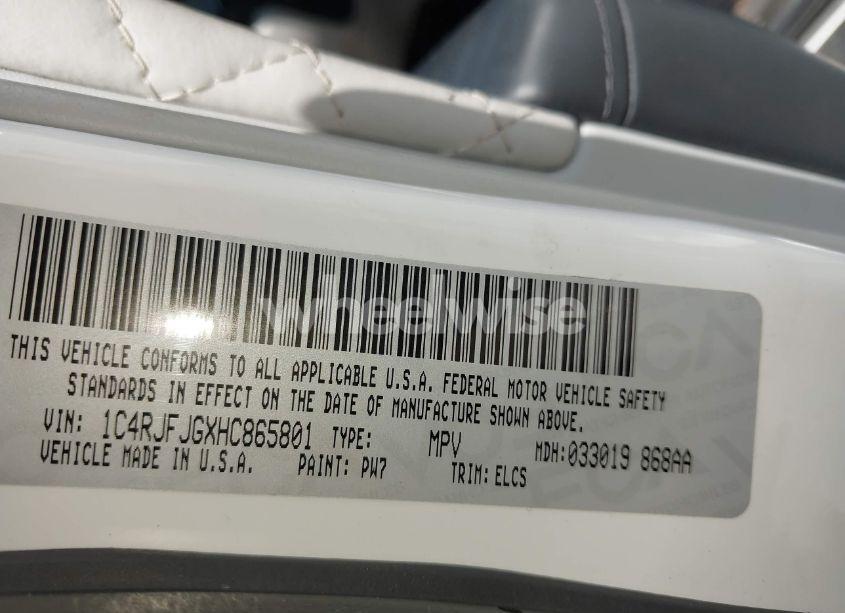 wheelwise
THIS VEHICLE CONFORMS TO ALL APPLICABLE U.S.A. FEDERAL MOTOR VEHICLE SAFETY
STANDARDS IN EFFECT ON THE DATE OF MANUFACTURE SHOWN ABOVE.
VIN: 1C4RJFJGXHC865801 TYPE: MPV MDH:033019 868AA
VEHICLE MADE IN U.S.A. PAINT: PW7 TRIM:ELCS